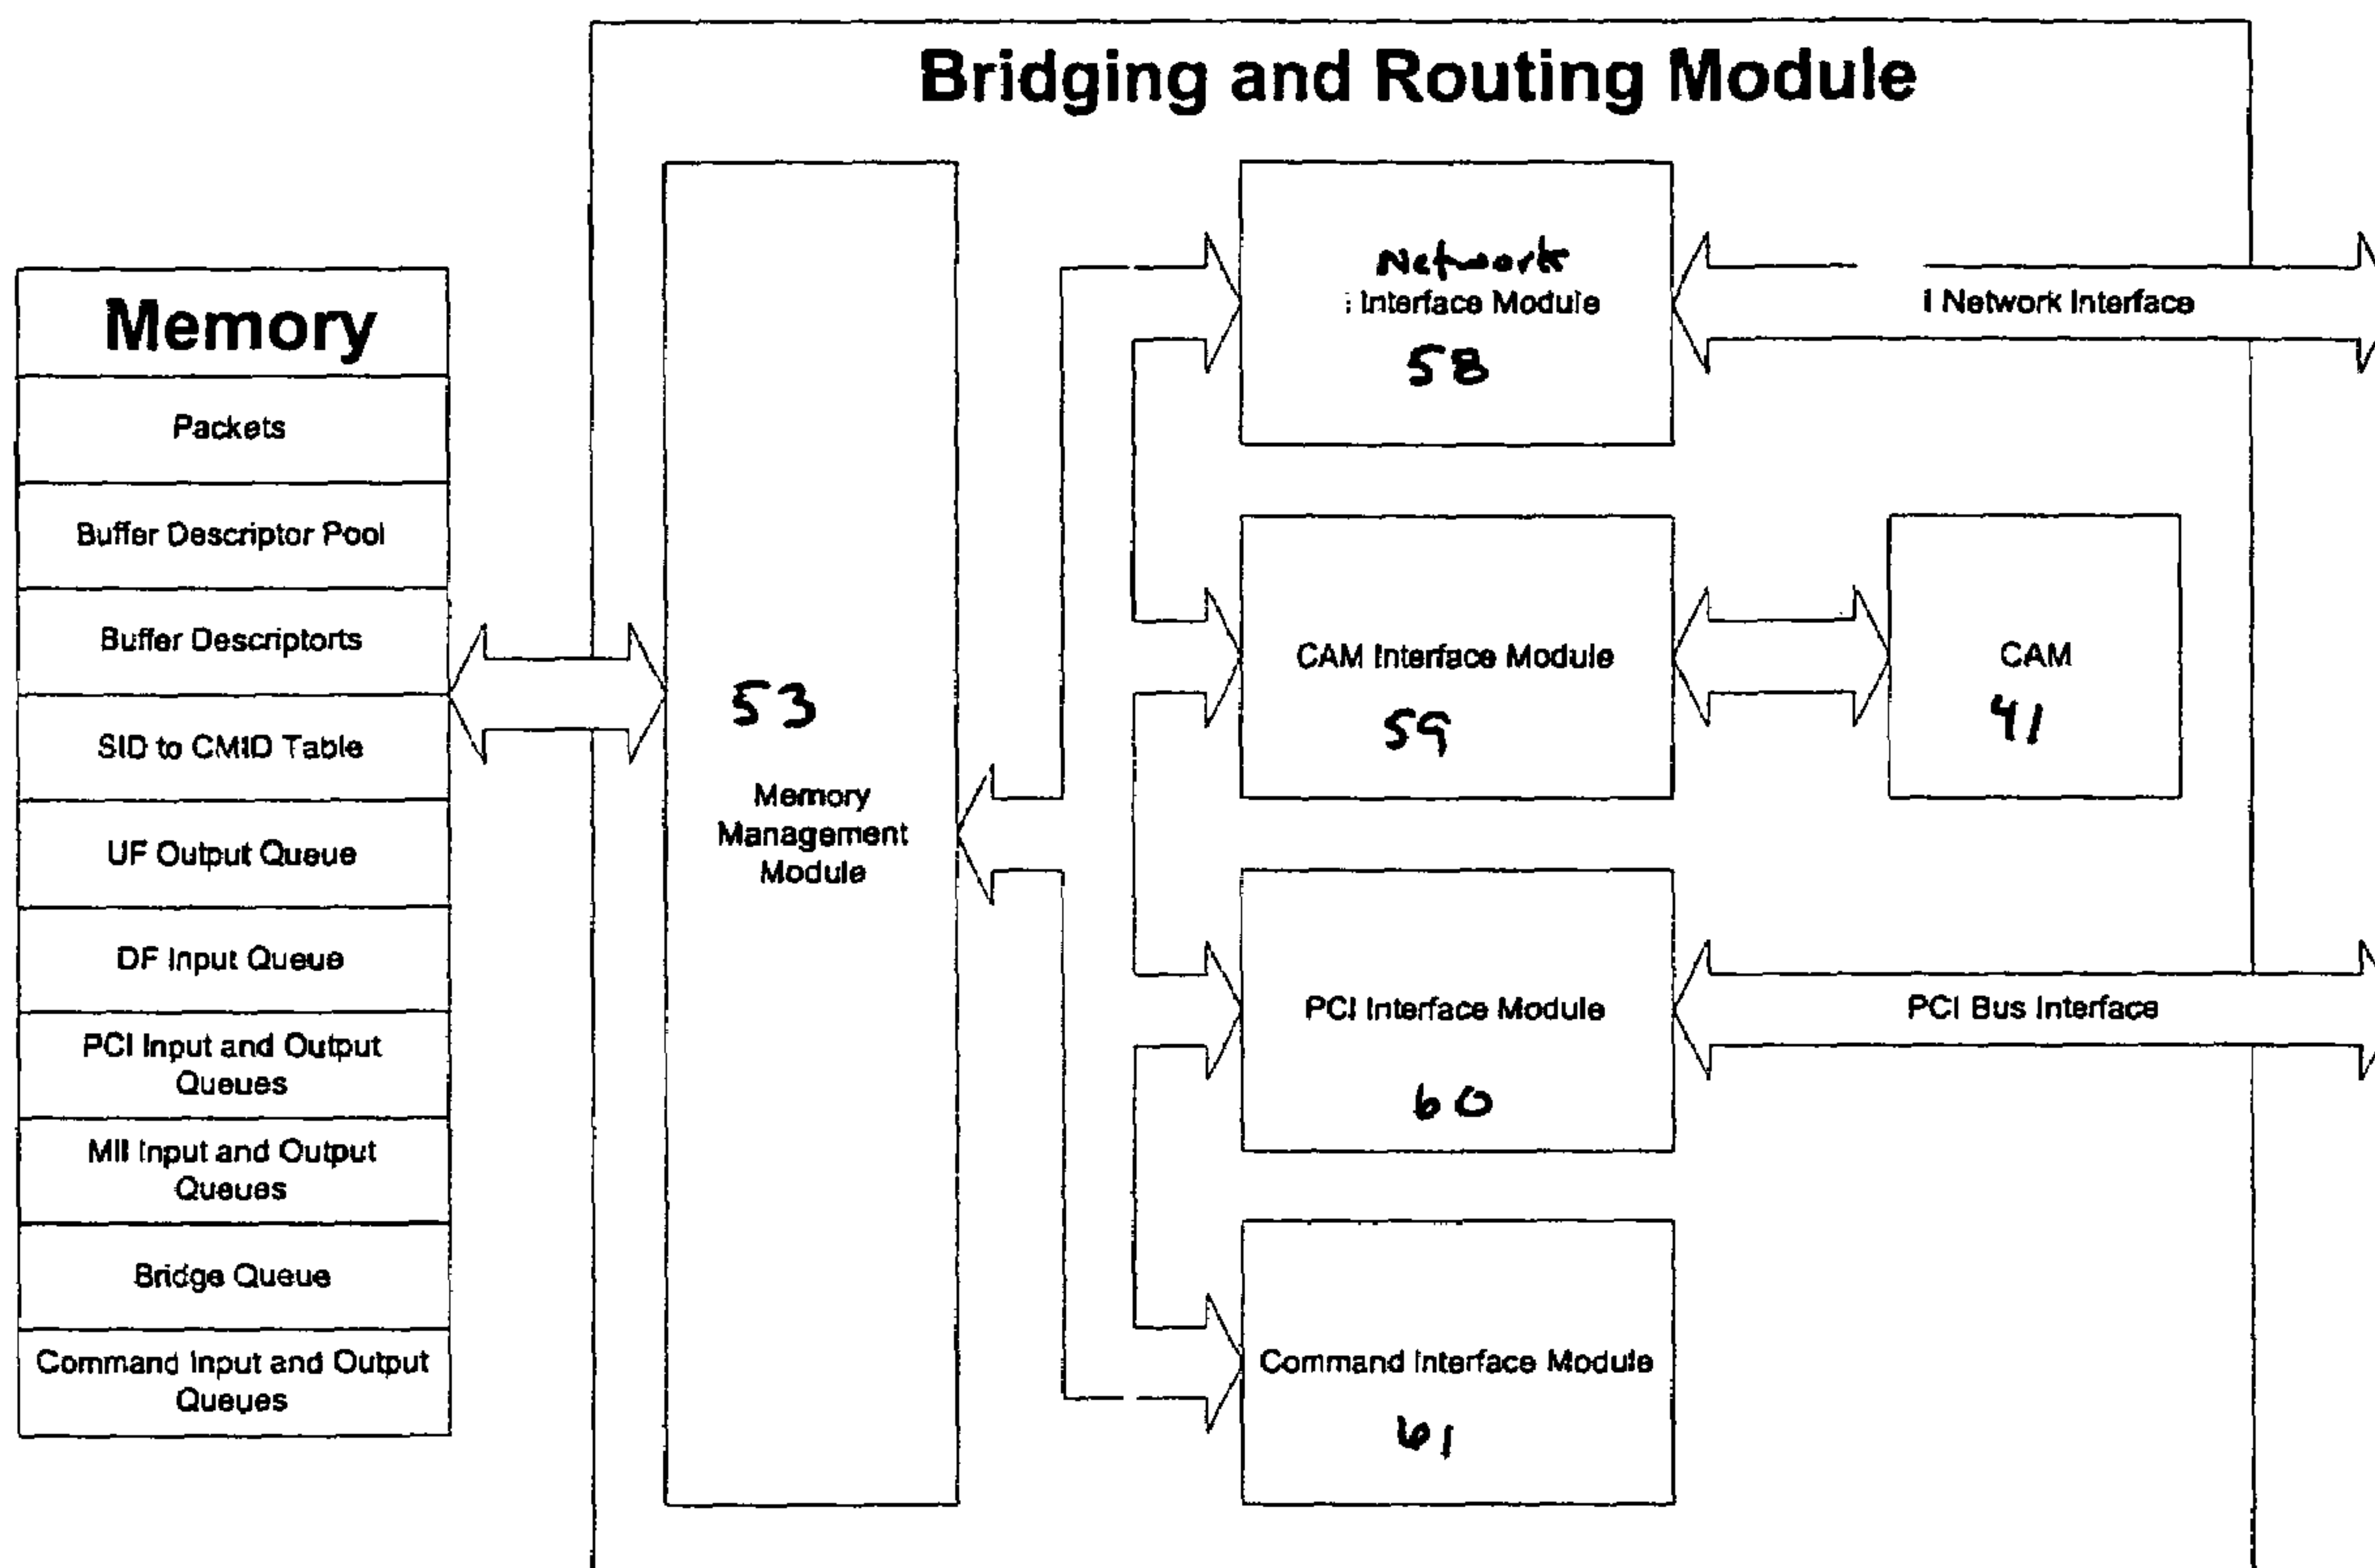 Bridging and Routing Module
Memory
Packets
Buffer Descriptor Pool
Buffer Descriptorts
SID to CMID Table
UF Output Queue
DF Input Queue
PCI Input and Output
Queues
MII Input and Output
Queues
Bridge Queue
Command Input and Output
Queues
53
Memory
Management
Module
Network
Interface Module
58
Network Interface
CAM Interface Module
59
CAM
41
PCI Interface Module
60
PCI Bus Interface
Command Interface Module
61